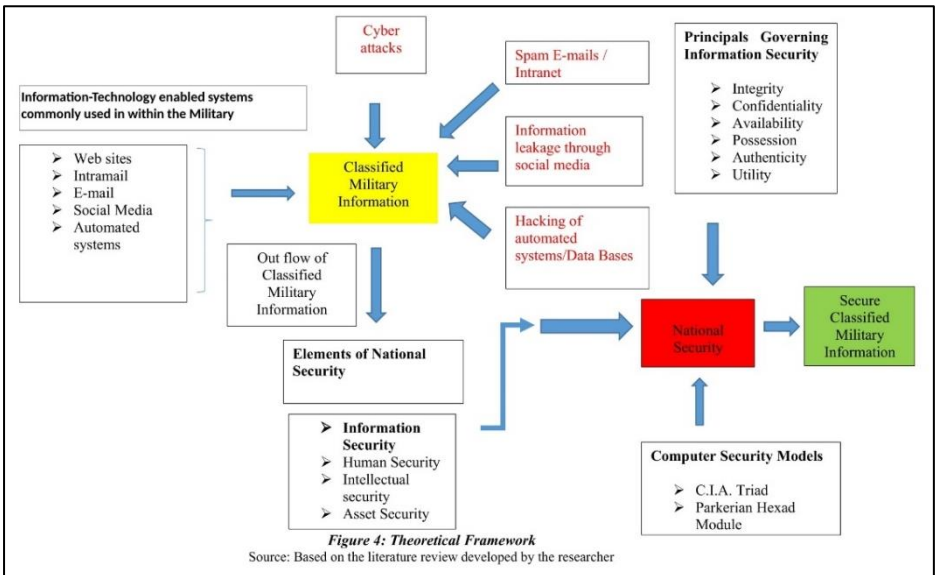 Cyber
attacks
Spam E-mails /
Intranet
Principals Governing
Information Security
➢ Integrity
➢ Confidentiality
➢ Availability
➢ Possession
➢ Authenticity
➢ Utility
Information-Technology enabled systems
commonly used in within the Military
➢ Web sites
➢ Intramail
➢ E-mail
➢ Social Media
➢ Automated
systems
Classified
Military
Information
Information
leakage through
social media
Hacking of
automated
systems/Data Bases
Out flow of
Classified
Military
Information
National
Security
Secure
Classified
Military
Information
Elements of National
Security
➢ Information
Security
➢ Human Security
➢ Intellectual
security
➢ Asset Security
Computer Security Models
➢ C.I.A. Triad
➢ Parkerian Hexad
Module
Figure 4: Theoretical Framework
Source: Based on the literature review developed by the researcher